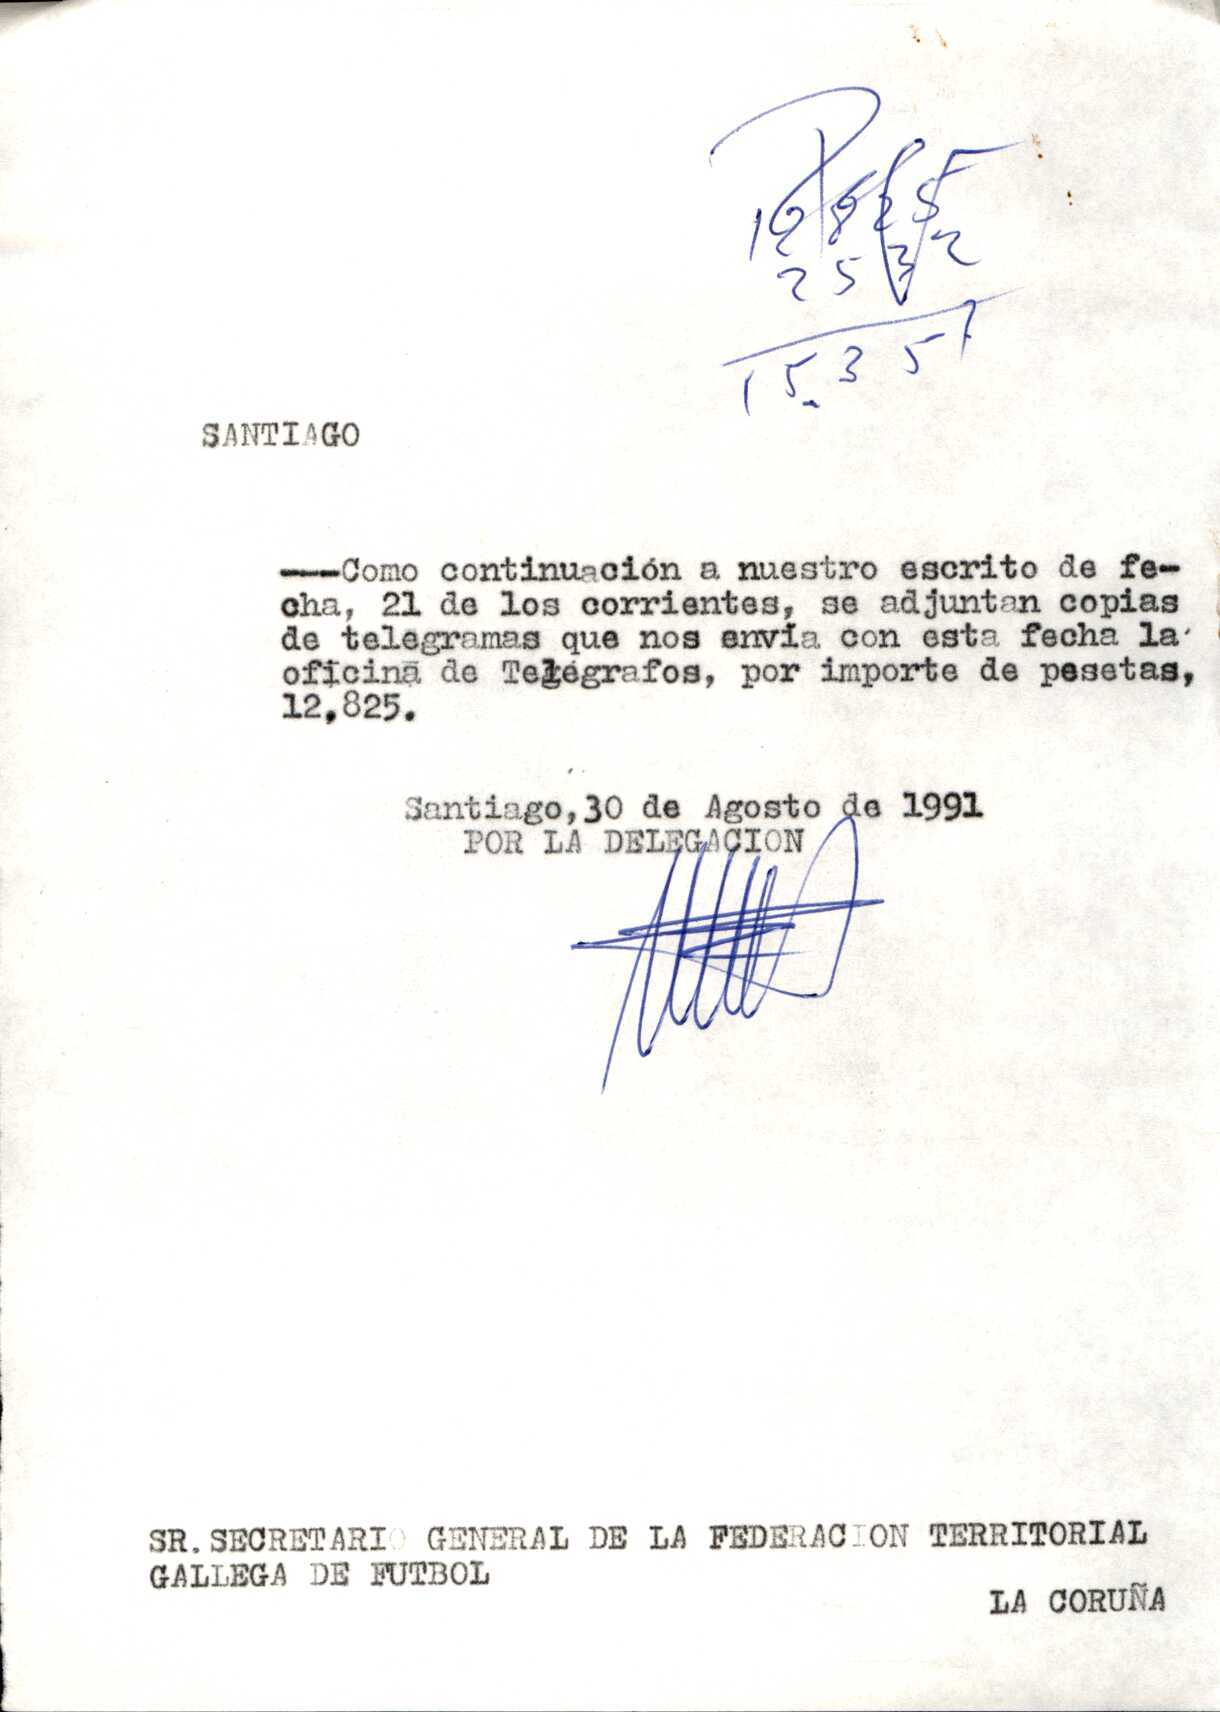 12825
2532
15.357
SANTIAGO
---Como continuación a nuestro escrito de fe-
cha, 21 de los corrientes, se adjuntan copias
de telegramas que nos envía con esta fecha la
oficina de Telégrafos, por importe de pesetas,
12,825.
Santiago,30 de Agosto de 1991
POR LA DELEGACION
SR.SECRETARIO GENERAL DE LA FEDERACION TERRITORIAL
GALLEGA DE FUTBOL
LA CORUÑA